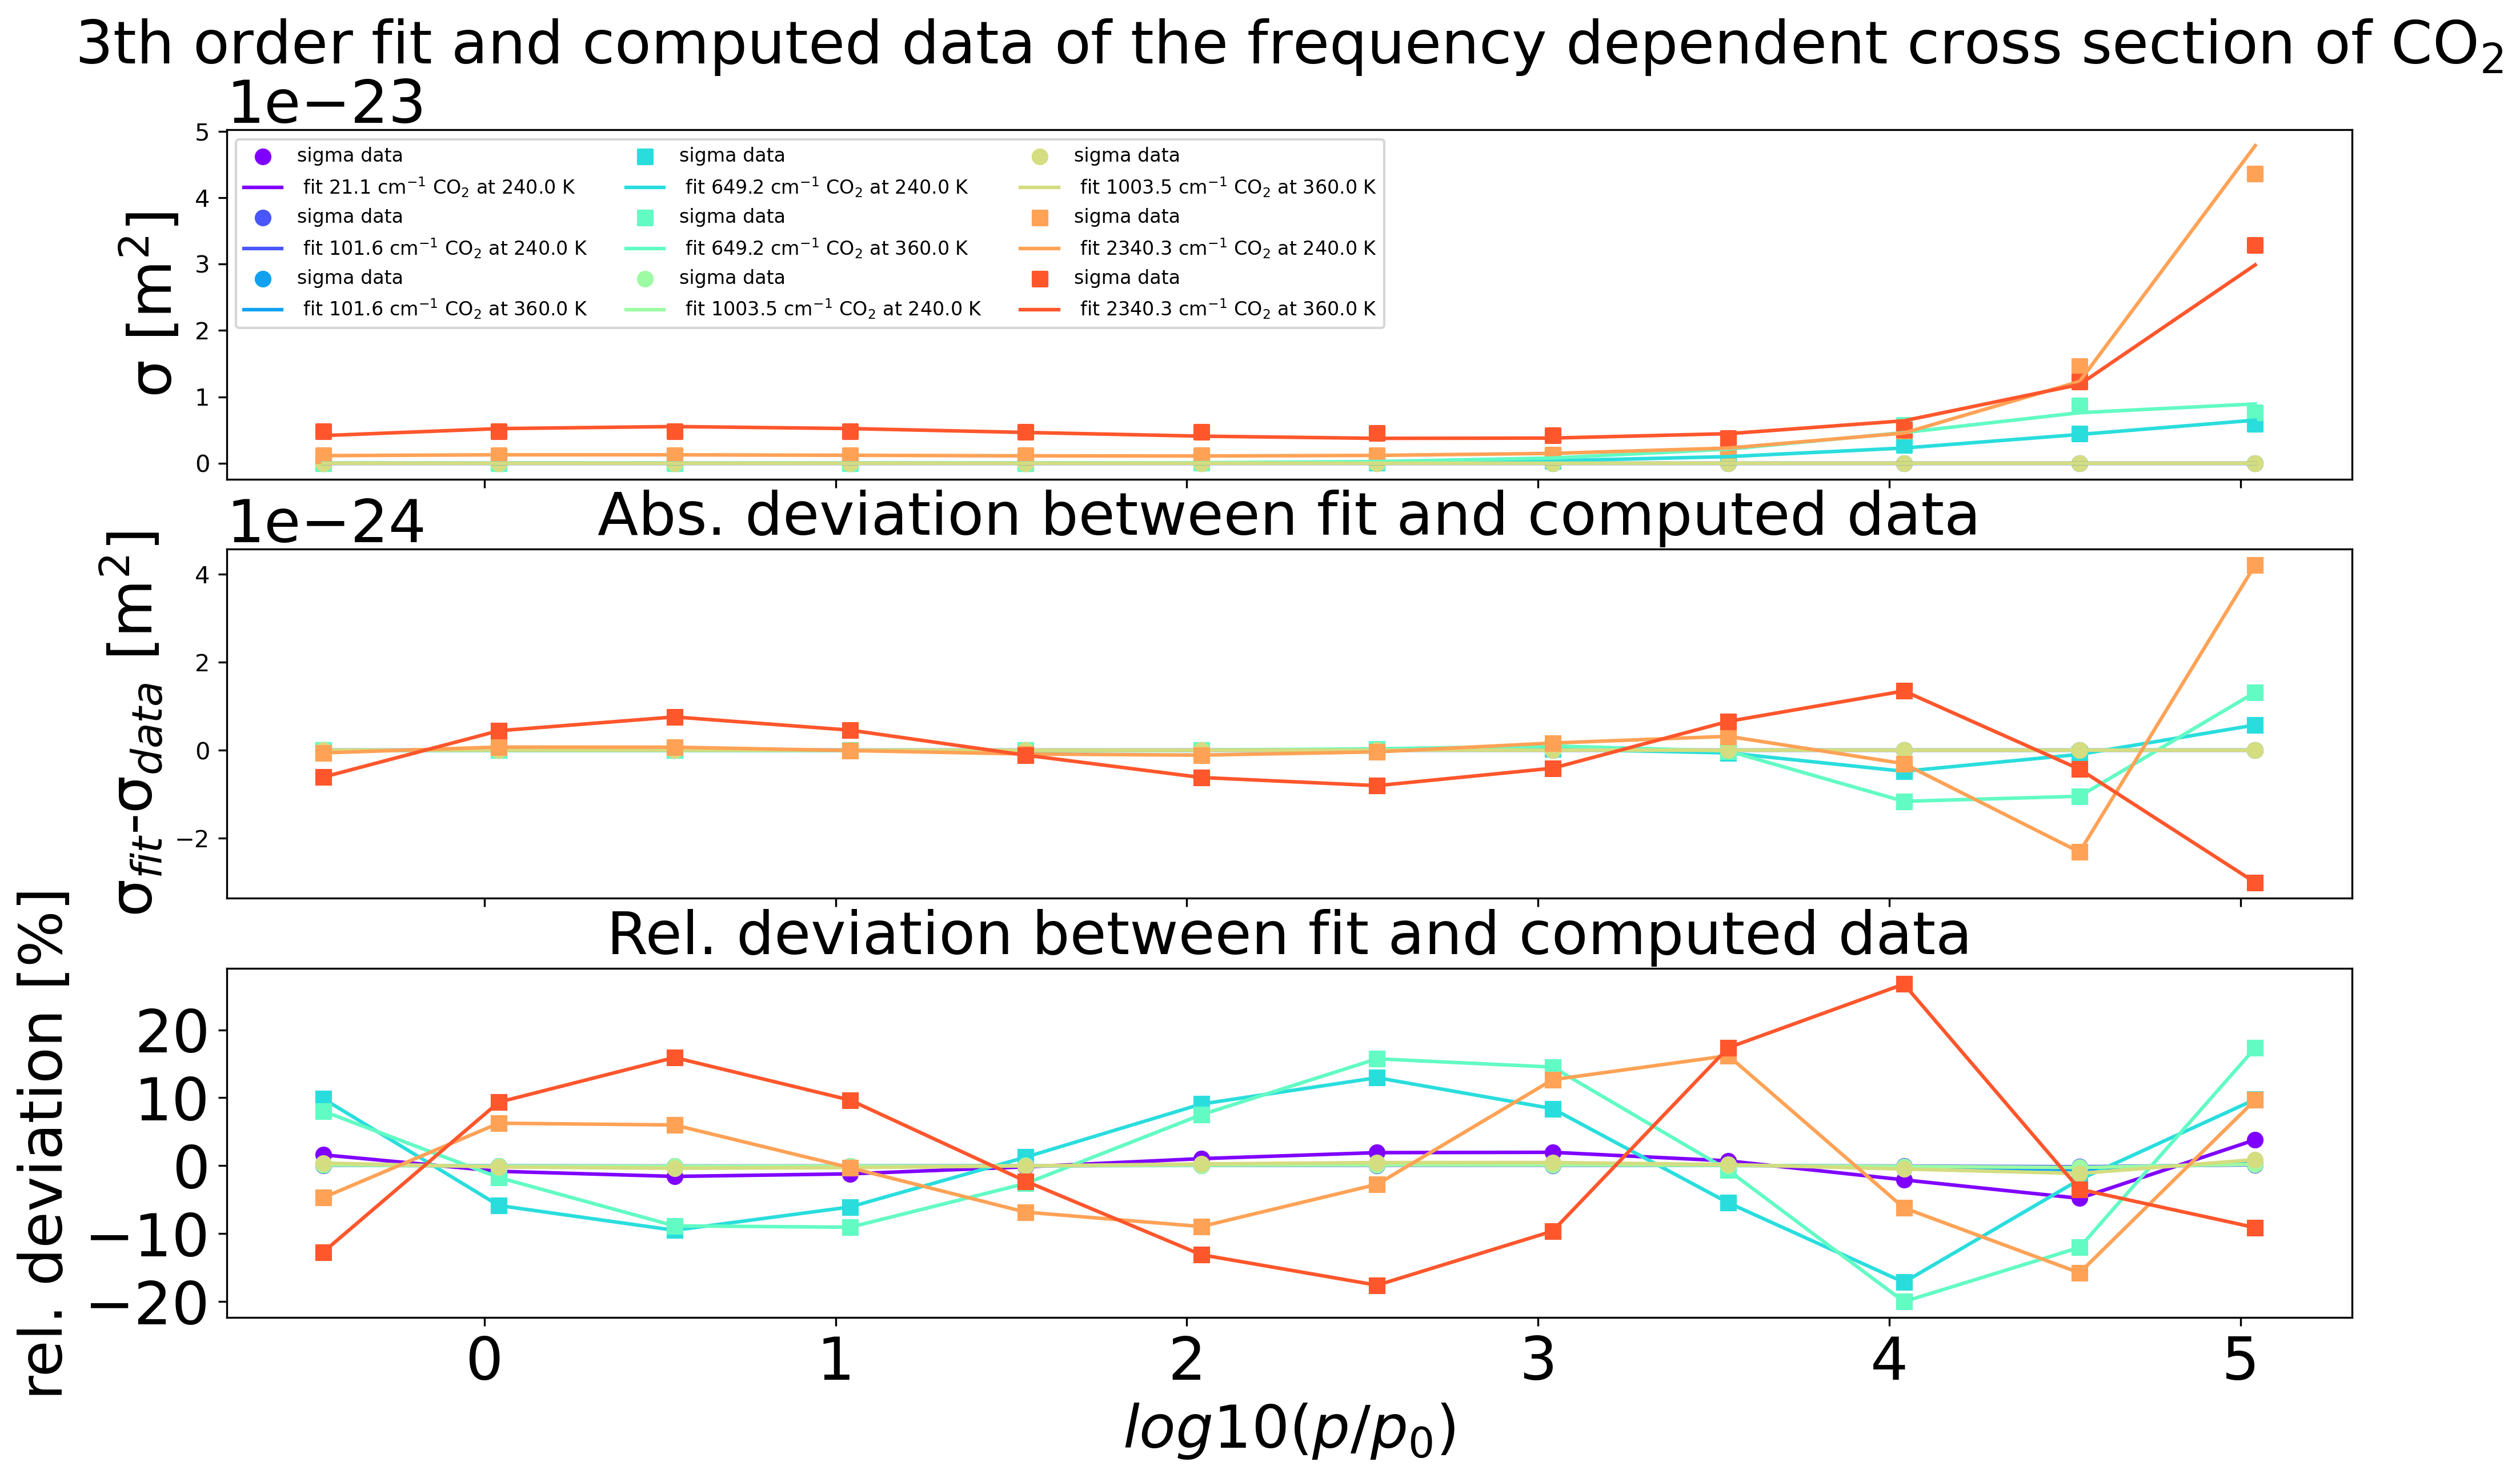 3th order fit and computed data of the frequency dependent cross section of CO₂
1e−23
σ [m²]
5
4
3
2
1
0
sigma data
fit 21.1 cm⁻¹ CO₂ at 240.0 K
sigma data
fit 101.6 cm⁻¹ CO₂ at 240.0 K
sigma data
fit 101.6 cm⁻¹ CO₂ at 360.0 K
sigma data
fit 649.2 cm⁻¹ CO₂ at 240.0 K
sigma data
fit 649.2 cm⁻¹ CO₂ at 360.0 K
sigma data
fit 1003.5 cm⁻¹ CO₂ at 240.0 K
sigma data
fit 1003.5 cm⁻¹ CO₂ at 360.0 K
sigma data
fit 2340.3 cm⁻¹ CO₂ at 240.0 K
sigma data
fit 2340.3 cm⁻¹ CO₂ at 360.0 K
Abs. deviation between fit and computed data
1e−24
σ_fit-σ_data [m²]
4
2
0
−2
Rel. deviation between fit and computed data
rel. deviation [%]
20
10
0
−10
−20
0 1 2 3 4 5
log10(p/p₀)